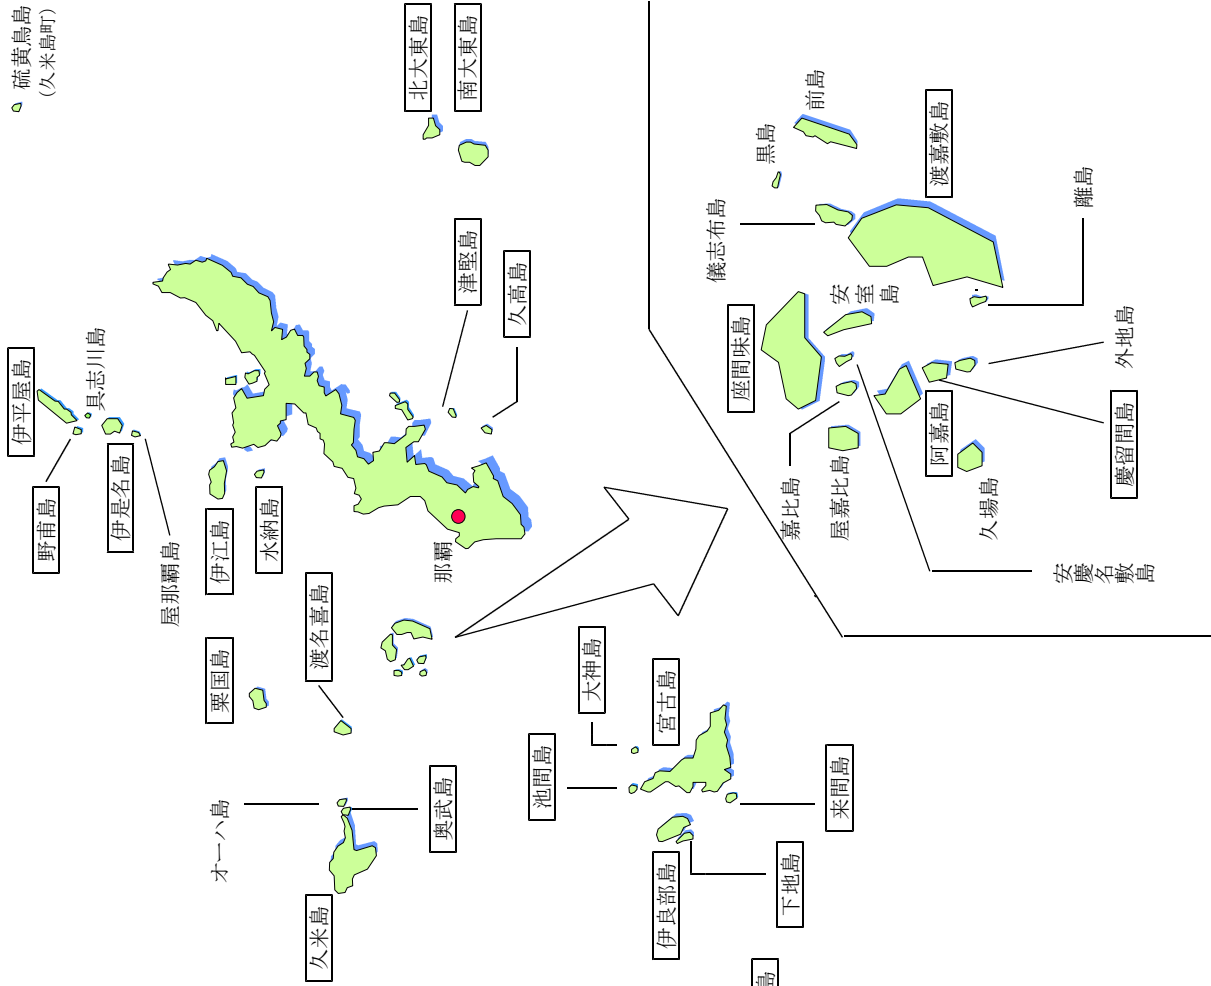 硫黄鳥島
(久米島町)
北大東島
南大東島
津堅島
久高島
伊平屋島
具志川島
野甫島
伊是名島
屋那覇島
伊江島
水納島
那覇
粟国島
渡名喜島
オーハ島
奥武島
久米島
大神島
宮古島
池間島
来間島
伊良部島
下地島
島
前島
黒島
渡嘉敷島
離島
儀志布島
安室島
座間味島
外地島
慶留間島
阿嘉島
嘉比島
屋嘉比島
久場島
安慶名敷島